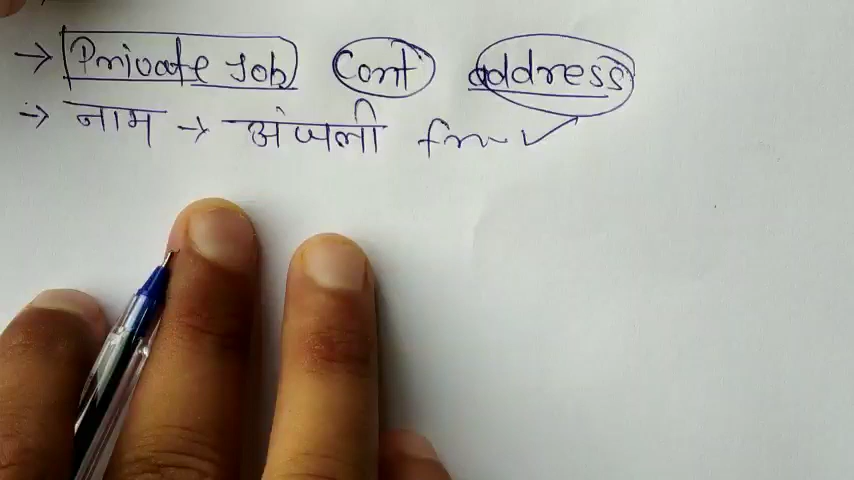 → Private Job Cont address
→ नाम → अंजली